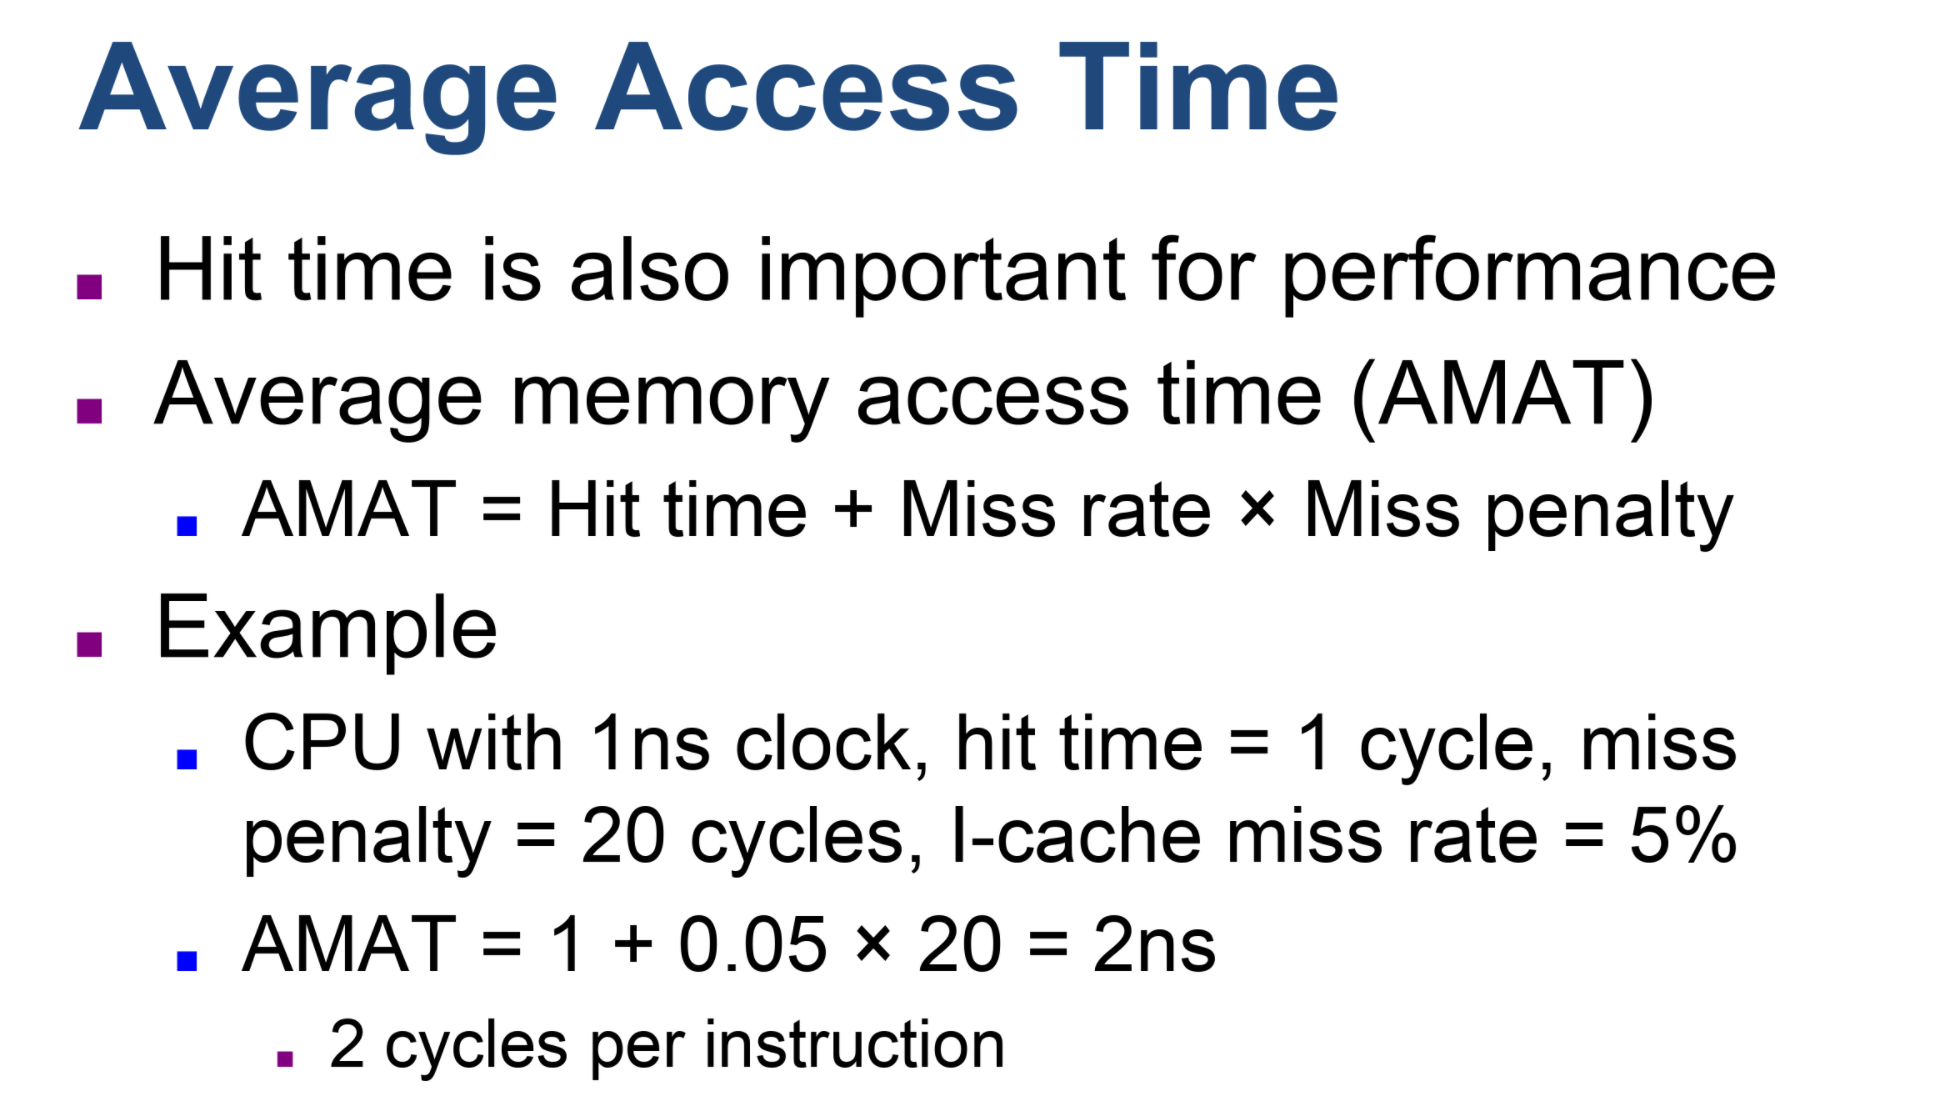 Average Access Time
Hit time is also important for performance
Average memory access time (AMAT)
AMAT = Hit time + Miss rate × Miss penalty
Example
CPU with 1ns clock, hit time = 1 cycle, miss
penalty = 20 cycles, I-cache miss rate = 5%
AMAT = 1 + 0.05 × 20 = 2ns
2 cycles per instruction